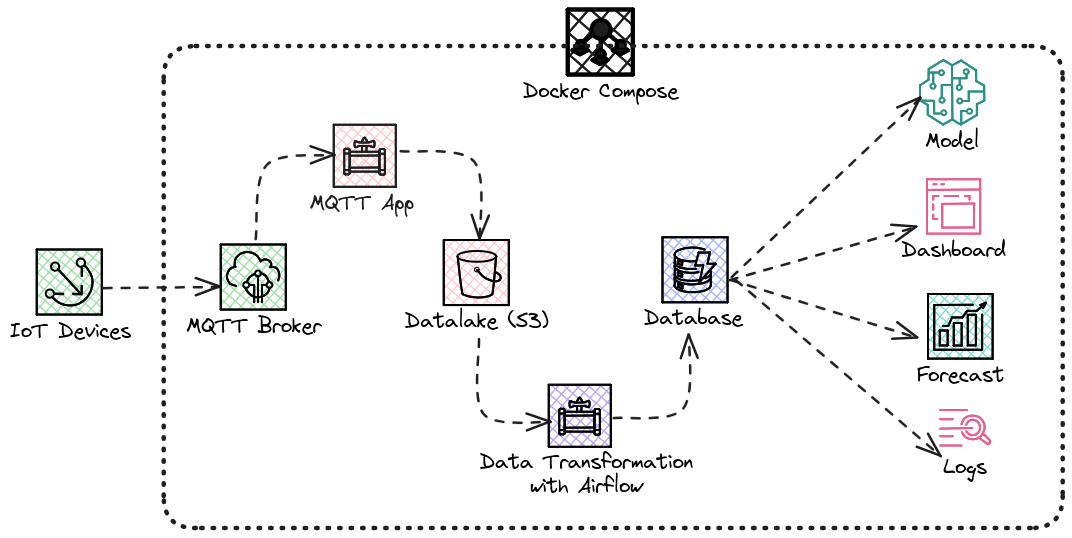 Docker Compose
Model
MQTT App
Dashboard
IoT Devices
MQTT Broker
Datalake (S3)
Database
Forecast
Data Transformation
with Airflow
Logs